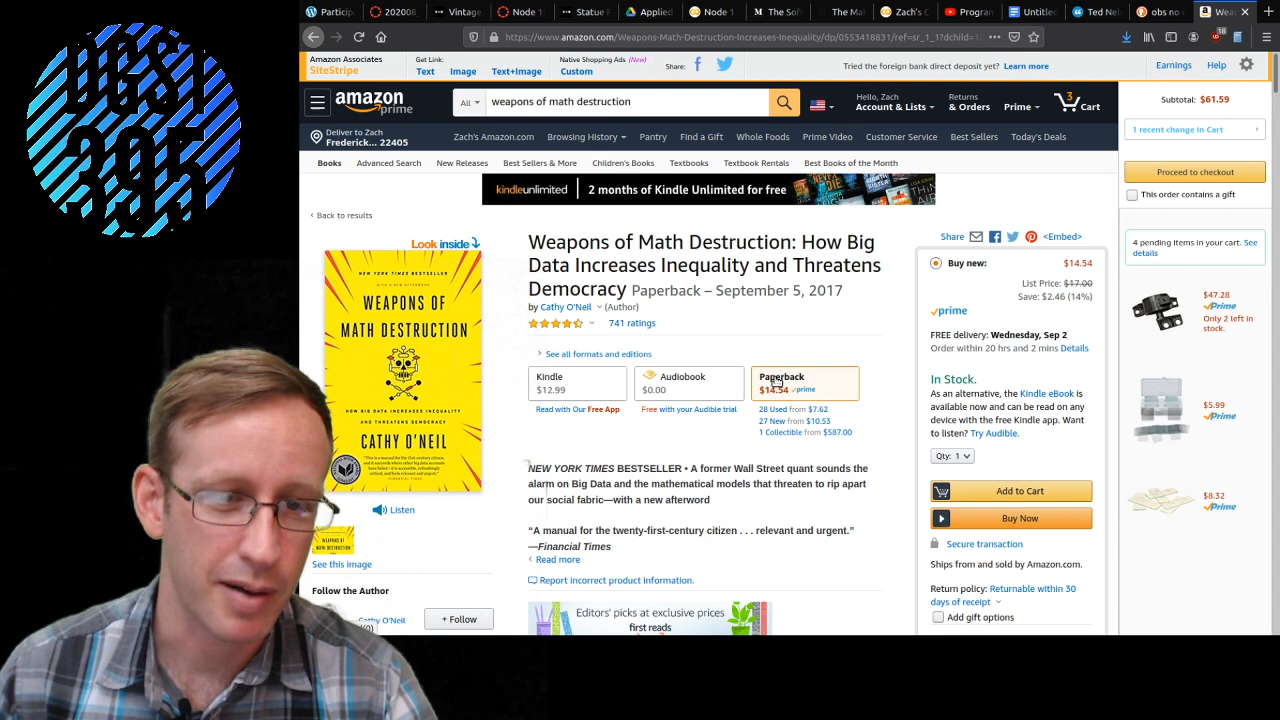 Particip
202008_
Vintage
Node 1
Statue F
Applied
Node 1
The Sof
The Ma
Zach's C
Program
Untitled
Ted Nel
obs no c
Wea
https://www.amazon.com/Weapons-Math-Destruction-Increases-Inequality/dp/0553418831/ref=sr_1_1?dchild=1
18
Amazon Associates
SiteStripe
Get Link:
Text
Image
Text+Image
Native Shopping Ads (New)
Custom
Share:
Tried the foreign bank direct deposit yet? Learn more
Earnings
Help
amazon
prime
All
weapons of math destruction
Hello, Zach
Account & Lists
Returns
& Orders
Prime
3
Cart
Deliver to Zach
Frederick... 22405
Zach's Amazon.com
Browsing History
Pantry
Find a Gift
Whole Foods
Prime Video
Customer Service
Best Sellers
Today's Deals
Books
Advanced Search
New Releases
Best Sellers & More
Children's Books
Textbooks
Textbook Rentals
Best Books of the Month
kindleunlimited
2 months of Kindle Unlimited for free
‹ Back to results
Look inside
NEW YORK TIMES BESTSELLER
WITH A NEW AFTERWORD
WEAPONS OF
MATH DESTRUCTION
HOW BIG DATA INCREASES INEQUALITY
AND THREATENS DEMOCRACY
CATHY O'NEIL
Listen
See this image
Follow the Author
Cathy O'Neil
+ Follow
Weapons of Math Destruction: How Big
Data Increases Inequality and Threatens
Democracy Paperback – September 5, 2017
by Cathy O'Neil (Author)
741 ratings
See all formats and editions
Kindle
$12.99
Read with Our Free App
Audiobook
$0.00
Free with your Audible trial
Paperback
$14.54 prime
28 Used from $7.62
27 New from $10.53
1 Collectible from $587.00
NEW YORK TIMES BESTSELLER • A former Wall Street quant sounds the
alarm on Big Data and the mathematical models that threaten to rip apart
our social fabric—with a new afterword
“A manual for the twenty-first-century citizen . . . relevant and urgent.”
—Financial Times
Read more
Report incorrect product information.
Editors' picks at exclusive prices
first reads
Share
<Embed>
Buy new:
$14.54
List Price: $17.00
Save: $2.46 (14%)
prime
FREE delivery: Wednesday, Sep 2
Order within 20 hrs and 2 mins Details
In Stock.
As an alternative, the Kindle eBook is
available now and can be read on any
device with the free Kindle app. Want
to listen? Try Audible.
Qty: 1
Add to Cart
Buy Now
Secure transaction
Ships from and sold by Amazon.com.
Return policy: Returnable within 30
days of receipt
Add gift options
Subtotal: $61.59
1 recent change in Cart
Proceed to checkout
This order contains a gift
4 pending items in your cart. See
details
$47.28
Prime
Only 2 left in
stock.
$5.99
Prime
$8.32
Prime